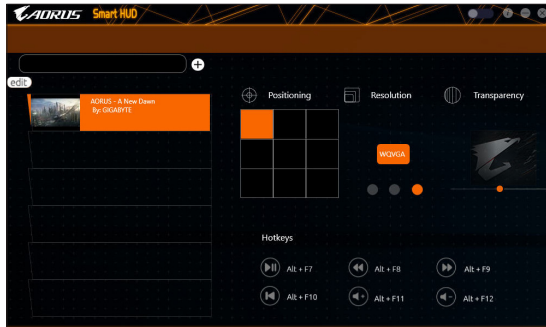 AORUS Smart HUD
edit
AORUS - A New Dawn
By: GIGABYTE
Positioning
Resolution
Transparency
WQVGA
Hotkeys
Alt + F7
Alt + F8
Alt + F9
Alt + F10
Alt + F11
Alt + F12